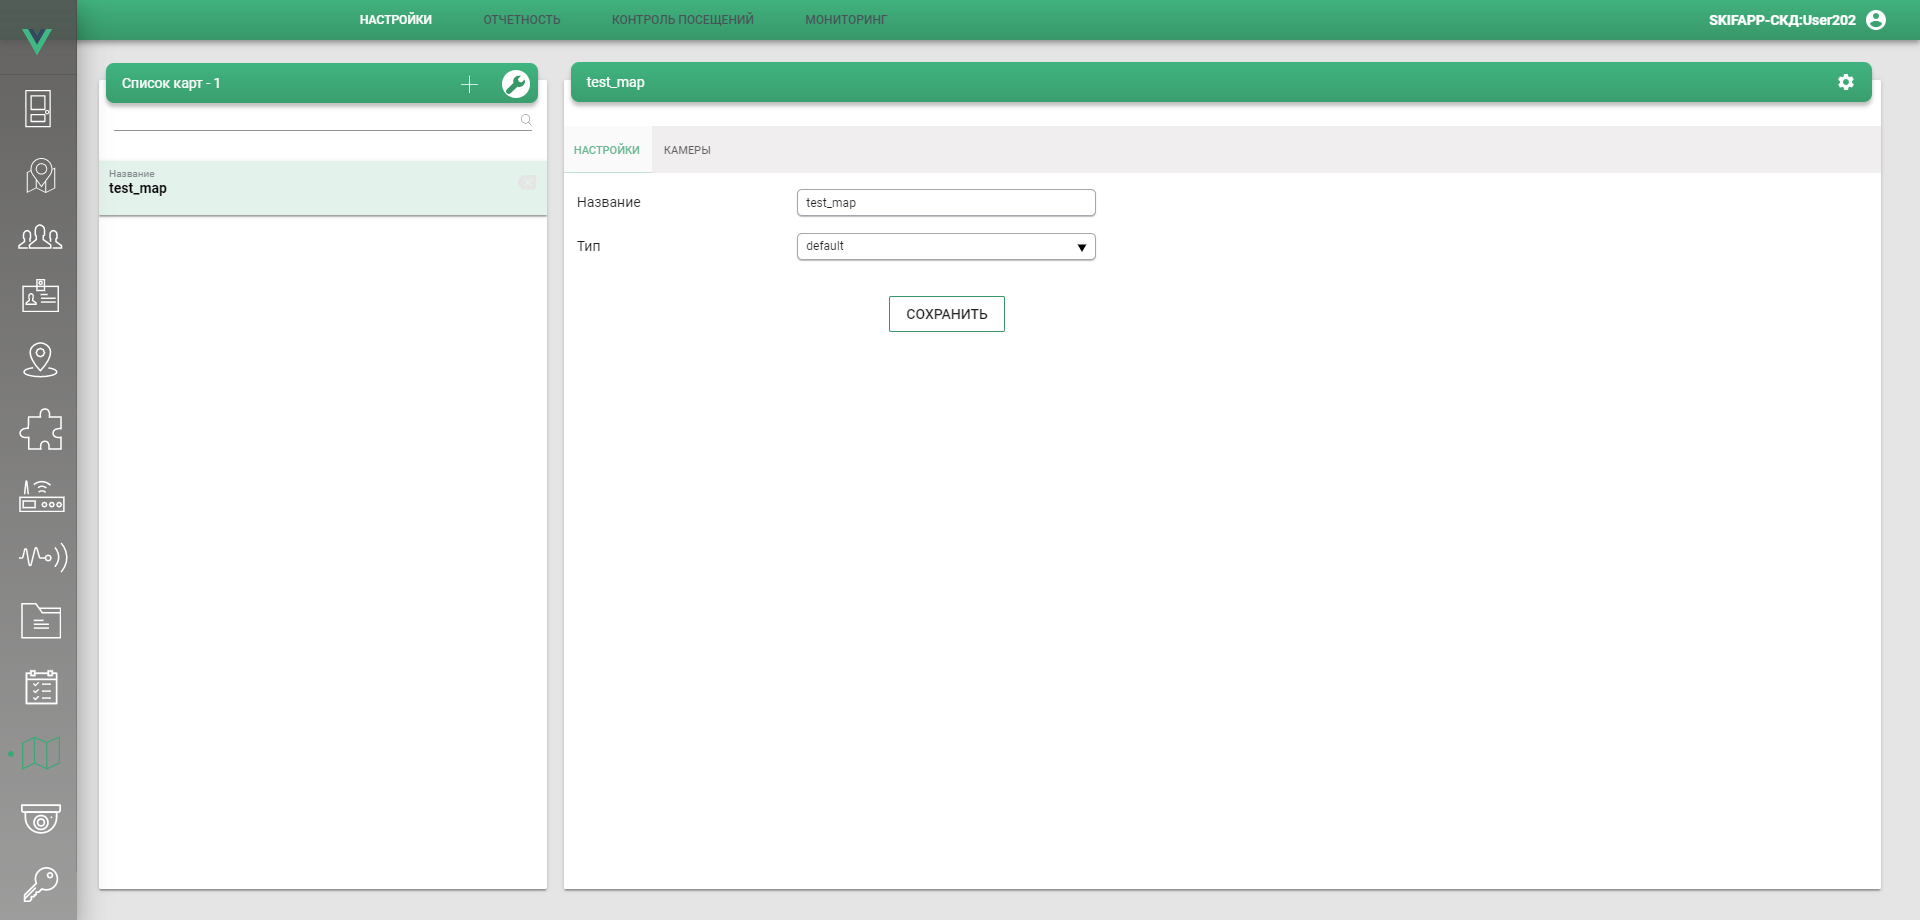 НАСТРОЙКИ ОТЧЕТНОСТЬ КОНТРОЛЬ ПОСЕЩЕНИЙ МОНИТОРИНГ SKIFAPP-СКД:User202
Список карт - 1
Название
test_map
test_map
НАСТРОЙКИ КАМЕРЫ
Название test_map
Тип default
СОХРАНИТЬ